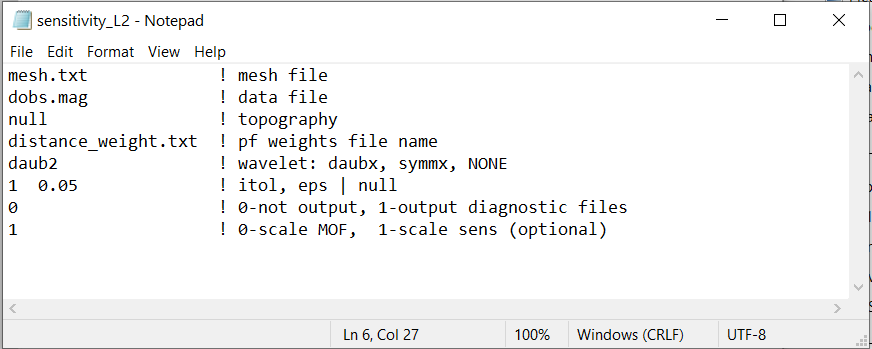 sensitivity_L2 - Notepad
File Edit Format View Help
mesh.txt ! mesh file
dobs.mag ! data file
null ! topography
distance_weight.txt ! pf weights file name
daub2 ! wavelet: daubx, symmx, NONE
1 0.05 ! itol, eps | null
0 ! 0-not output, 1-output diagnostic files
1 ! 0-scale MOF, 1-scale sens (optional)
Ln 6, Col 27 100% Windows (CRLF) UTF-8